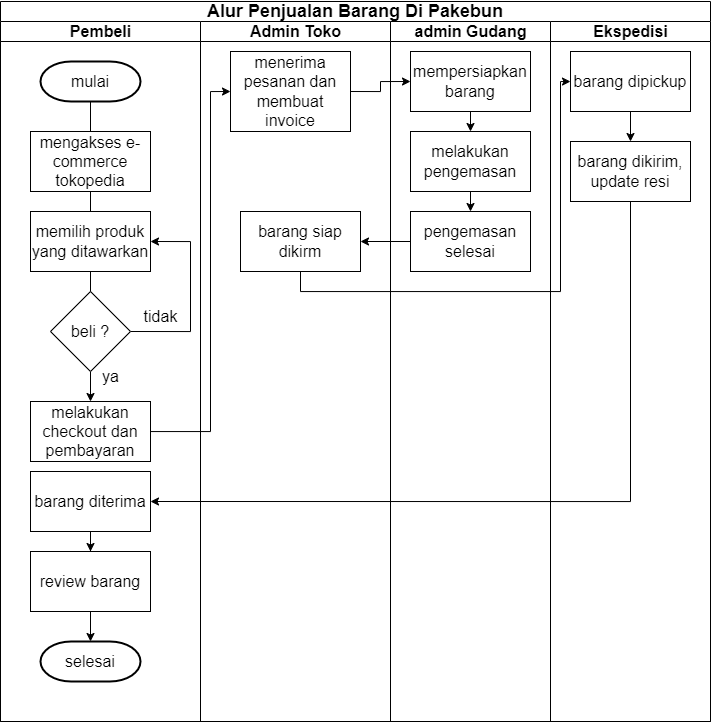 Alur Penjualan Barang Di Pakebun
Pembeli
Admin Toko
admin Gudang
Ekspedisi
mulai
mengakses e-
commerce
tokopedia
memilih produk
yang ditawarkan
beli ?
tidak
ya
melakukan
checkout dan
pembayaran
menerima
pesanan dan
membuat
invoice
mempersiapkan
barang
melakukan
pengemasan
pengemasan
selesai
barang siap
dikirm
barang dipickup
barang dikirim,
update resi
barang diterima
review barang
selesai